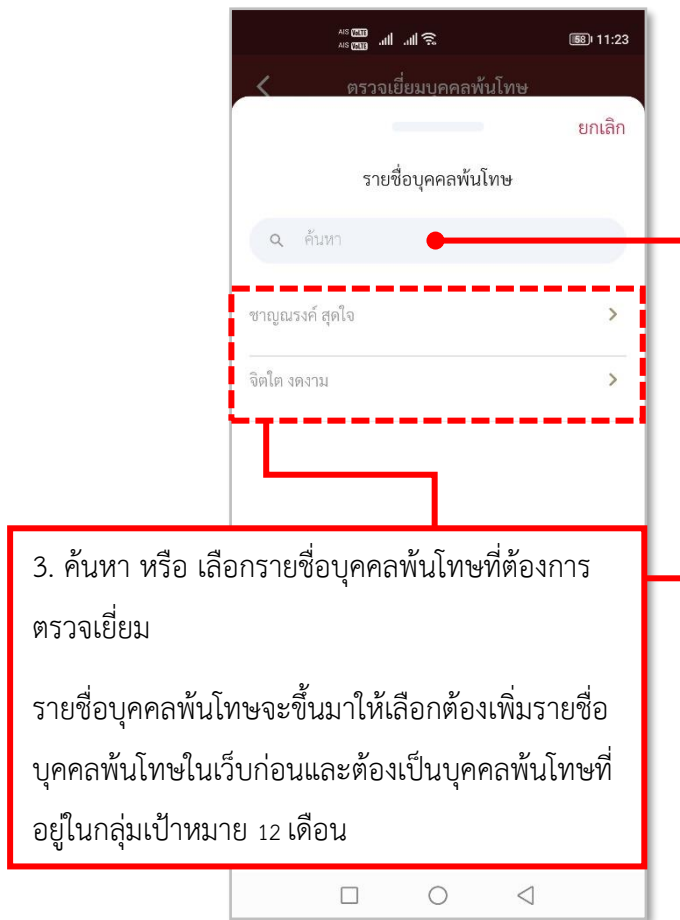 AIS VoLTE
AIS VoLTE
58 11:23
ตรวจเยี่ยมบุคคลพ้นโทษ
ยกเลิก
รายชื่อบุคคลพ้นโทษ
ค้นหา
ชาญณรงค์ สุดใจ
จิตใต งดงาม
3. ค้นหา หรือ เลือกรายชื่อบุคคลพ้นโทษที่ต้องการ
ตรวจเยี่ยม
รายชื่อบุคคลพ้นโทษจะขึ้นมาให้เลือกต้องเพิ่มรายชื่อ
บุคคลพ้นโทษในเว็บก่อนและต้องเป็นบุคคลพ้นโทษที่
อยู่ในกลุ่มเป้าหมาย 12 เดือน